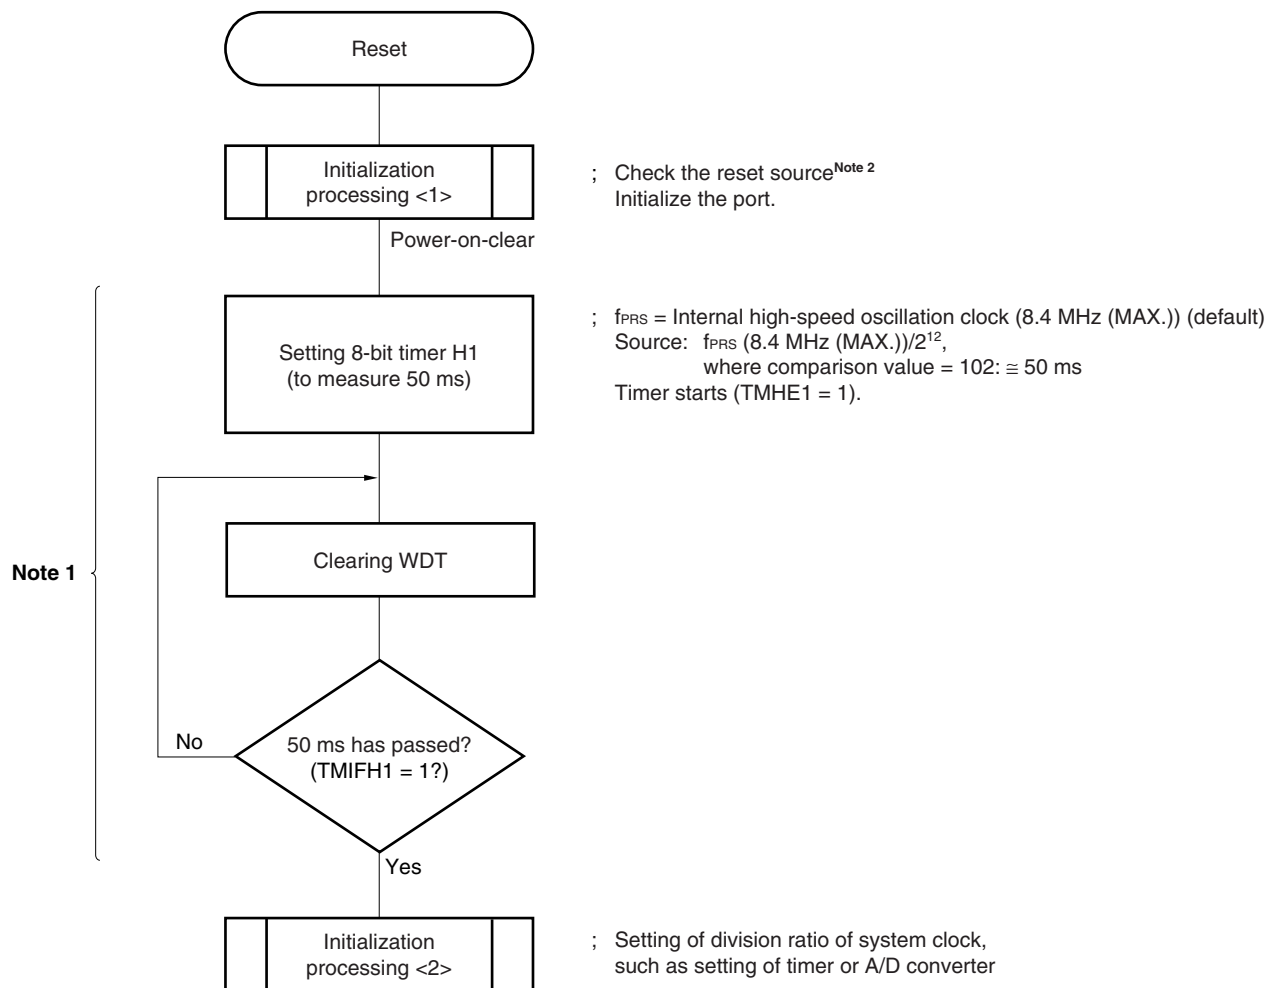 Reset
Initialization
processing <1>
; Check the reset sourceNote 2
Initialize the port.
Power-on-clear
Setting 8-bit timer H1
(to measure 50 ms)
; fPRS = Internal high-speed oscillation clock (8.4 MHz (MAX.)) (default)
Source: fPRS (8.4 MHz (MAX.))/2¹²,
where comparison value = 102: ≅ 50 ms
Timer starts (TMHE1 = 1).
Clearing WDT
Note 1
No
50 ms has passed?
(TMIFH1 = 1?)
Yes
Initialization
processing <2>
; Setting of division ratio of system clock,
such as setting of timer or A/D converter